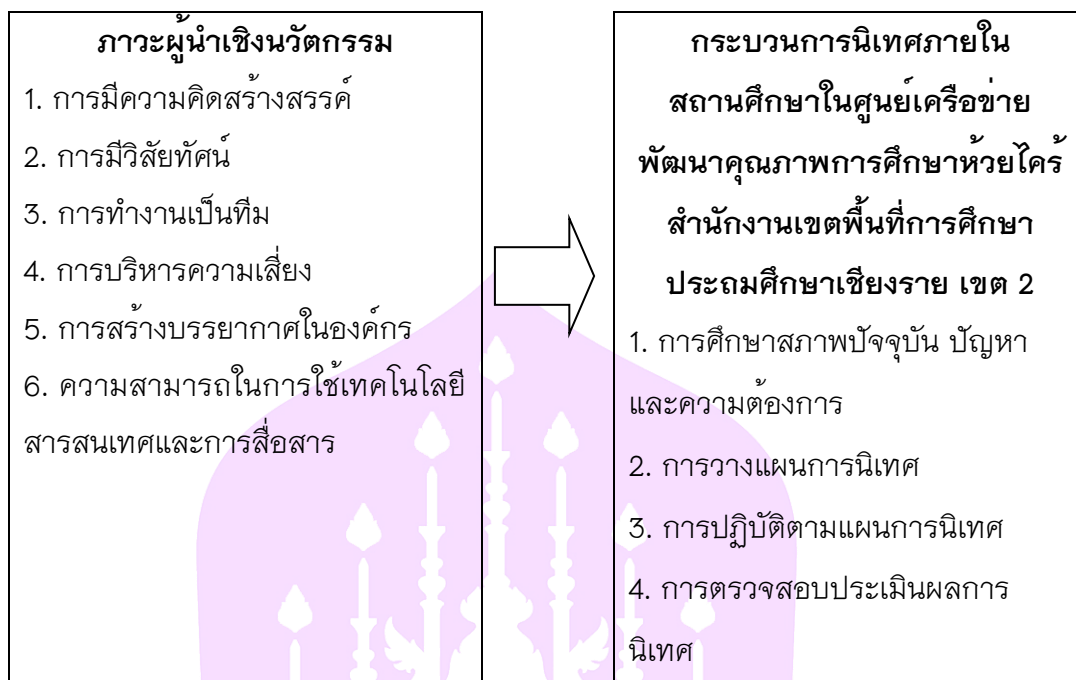 ภาวะผู้นำเชิงนวัตกรรม
1. การมีความคิดสร้างสรรค์
2. การมีวิสัยทัศน์
3. การทำงานเป็นทีม
4. การบริหารความเสี่ยง
5. การสร้างบรรยากาศในองค์กร
6. ความสามารถในการใช้เทคโนโลยี
สารสนเทศและการสื่อสาร
กระบวนการนิเทศภายใน
สถานศึกษาในศูนย์เครือข่าย
พัฒนาคุณภาพการศึกษาห้วยไคร้
สำนักงานเขตพื้นที่การศึกษา
ประถมศึกษาเชียงราย เขต 2
1. การศึกษาสภาพปัจจุบัน ปัญหา
และความต้องการ
2. การวางแผนการนิเทศ
3. การปฏิบัติตามแผนการนิเทศ
4. การตรวจสอบประเมินผลการ
นิเทศ